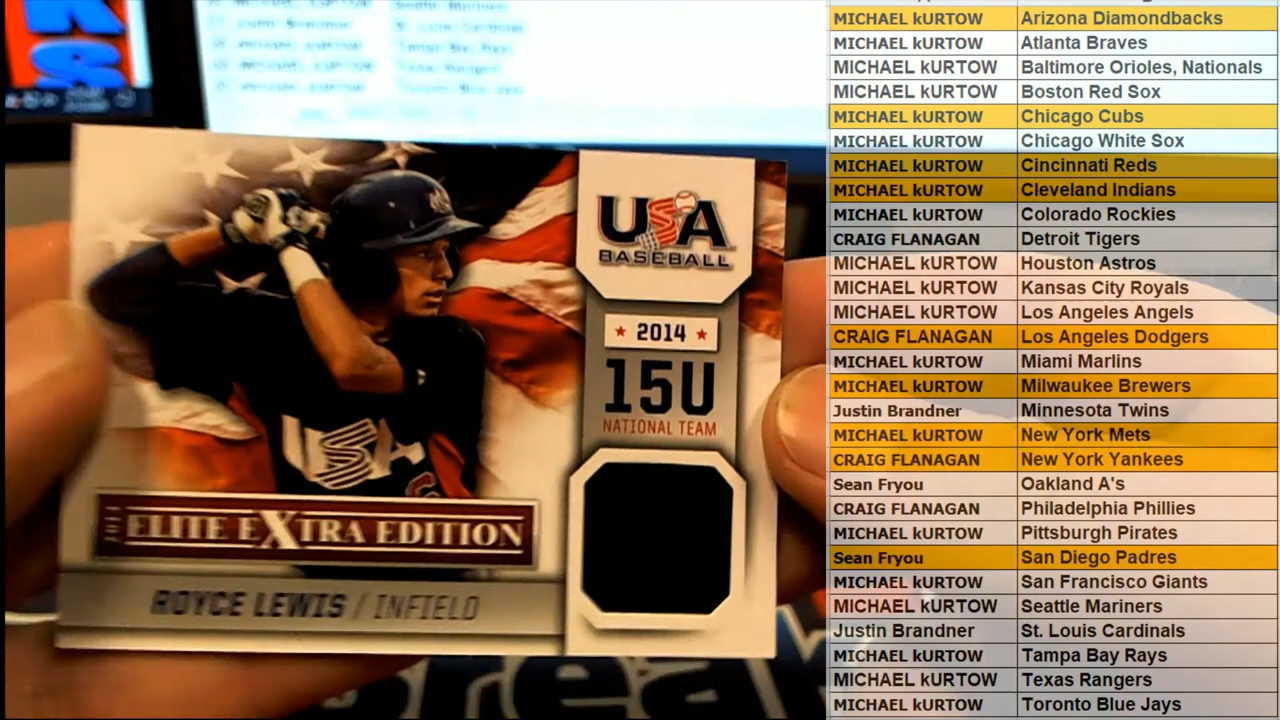 USA
BASEBALL
2014
15U
NATIONAL TEAM
USA
2014 ELITE EXTRA EDITION
ROYCE LEWIS / INFIELD
KS
Break
MICHAEL kURTOW Arizona Diamondbacks
MICHAEL kURTOW Atlanta Braves
MICHAEL kURTOW Baltimore Orioles, Nationals
MICHAEL kURTOW Boston Red Sox
MICHAEL kURTOW Chicago Cubs
MICHAEL kURTOW Chicago White Sox
MICHAEL kURTOW Cincinnati Reds
MICHAEL kURTOW Cleveland Indians
MICHAEL kURTOW Colorado Rockies
CRAIG FLANAGAN Detroit Tigers
MICHAEL kURTOW Houston Astros
MICHAEL kURTOW Kansas City Royals
MICHAEL kURTOW Los Angeles Angels
CRAIG FLANAGAN Los Angeles Dodgers
MICHAEL kURTOW Miami Marlins
MICHAEL kURTOW Milwaukee Brewers
Justin Brandner Minnesota Twins
MICHAEL kURTOW New York Mets
CRAIG FLANAGAN New York Yankees
Sean Fryou Oakland A's
CRAIG FLANAGAN Philadelphia Phillies
MICHAEL kURTOW Pittsburgh Pirates
Sean Fryou San Diego Padres
MICHAEL kURTOW San Francisco Giants
MICHAEL kURTOW Seattle Mariners
Justin Brandner St. Louis Cardinals
MICHAEL kURTOW Tampa Bay Rays
MICHAEL kURTOW Texas Rangers
MICHAEL kURTOW Toronto Blue Jays